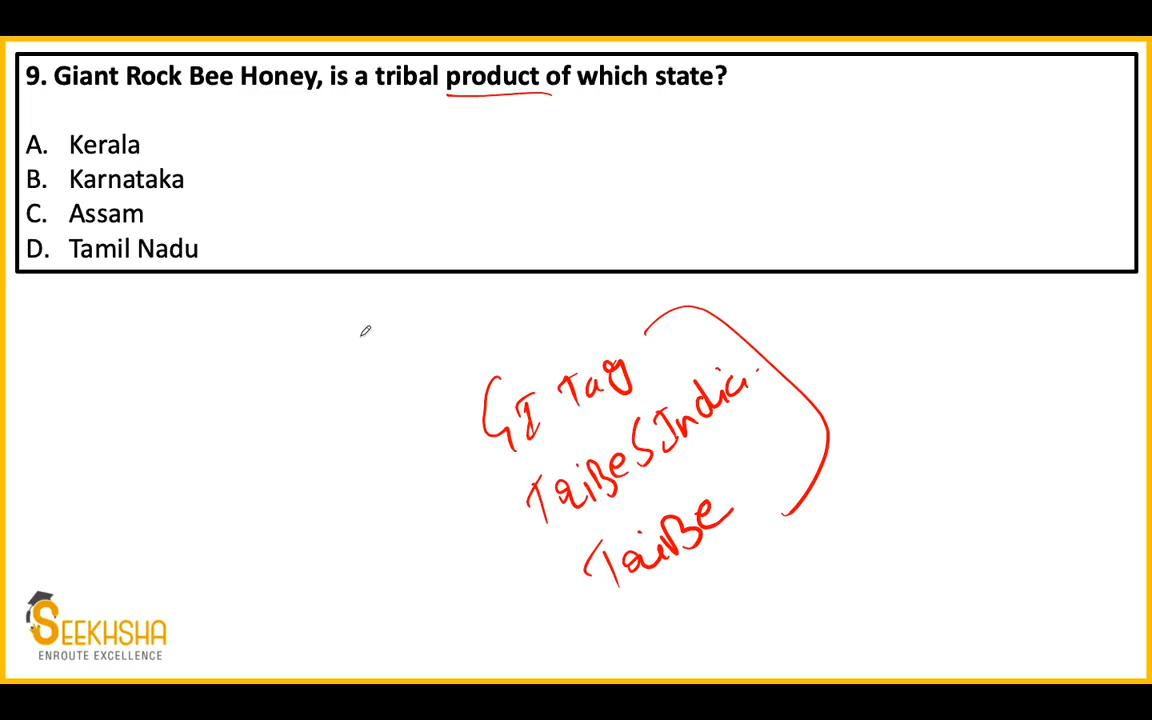 9. Giant Rock Bee Honey, is a tribal product of which state?
A. Kerala
B. Karnataka
C. Assam
D. Tamil Nadu
GI Tag
TriBeS India
TriBe
SEEKHSHA
ENROUTE EXCELLENCE